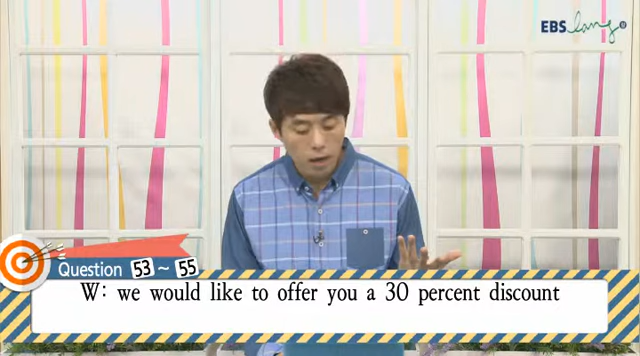 EBS lang
Question 53 ~ 55
W: we would like to offer you a 30 percent discount